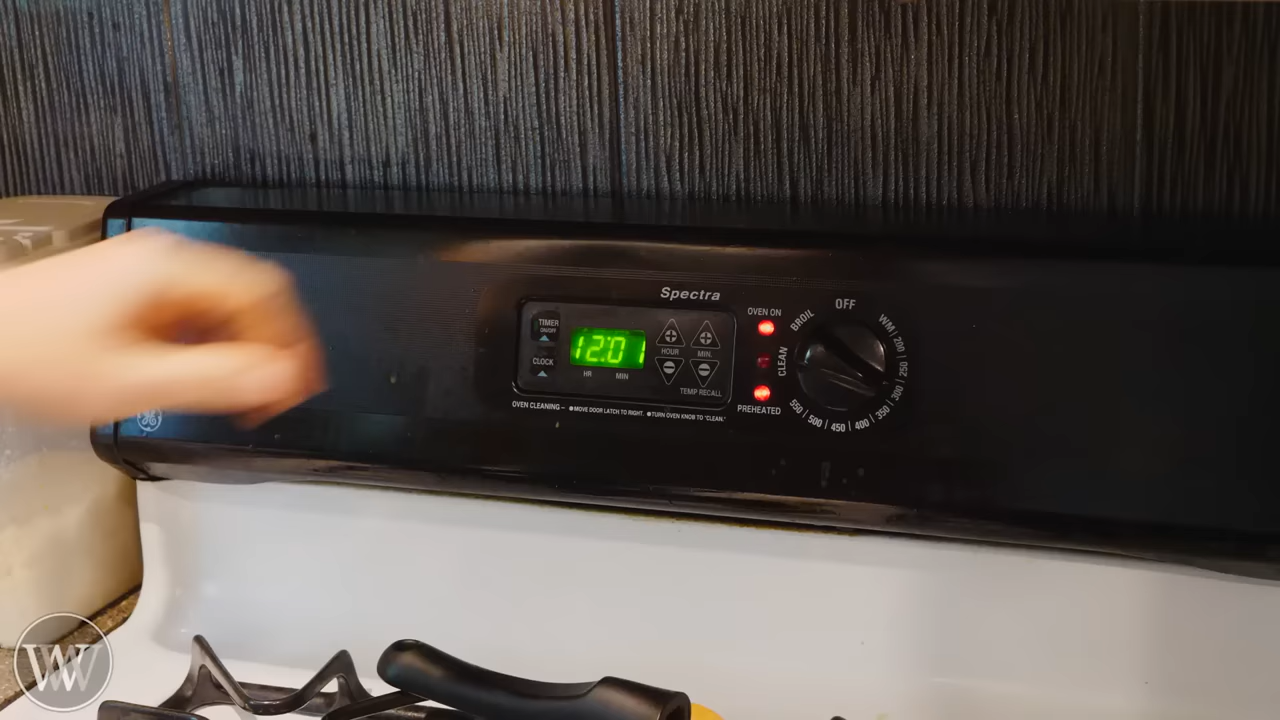 Spectra
TIMER
ON/OFF
CLOCK
12:01
HR
MIN
HOUR
MIN.
TEMP RECALL
OVEN CLEANING – ●MOVE DOOR LATCH TO RIGHT. ●TURN OVEN KNOB TO "CLEAN."
OVEN ON
CLEAN
PREHEATED
OFF
BROIL
WM
200
250
300
350
400
450
500
550
GE
W